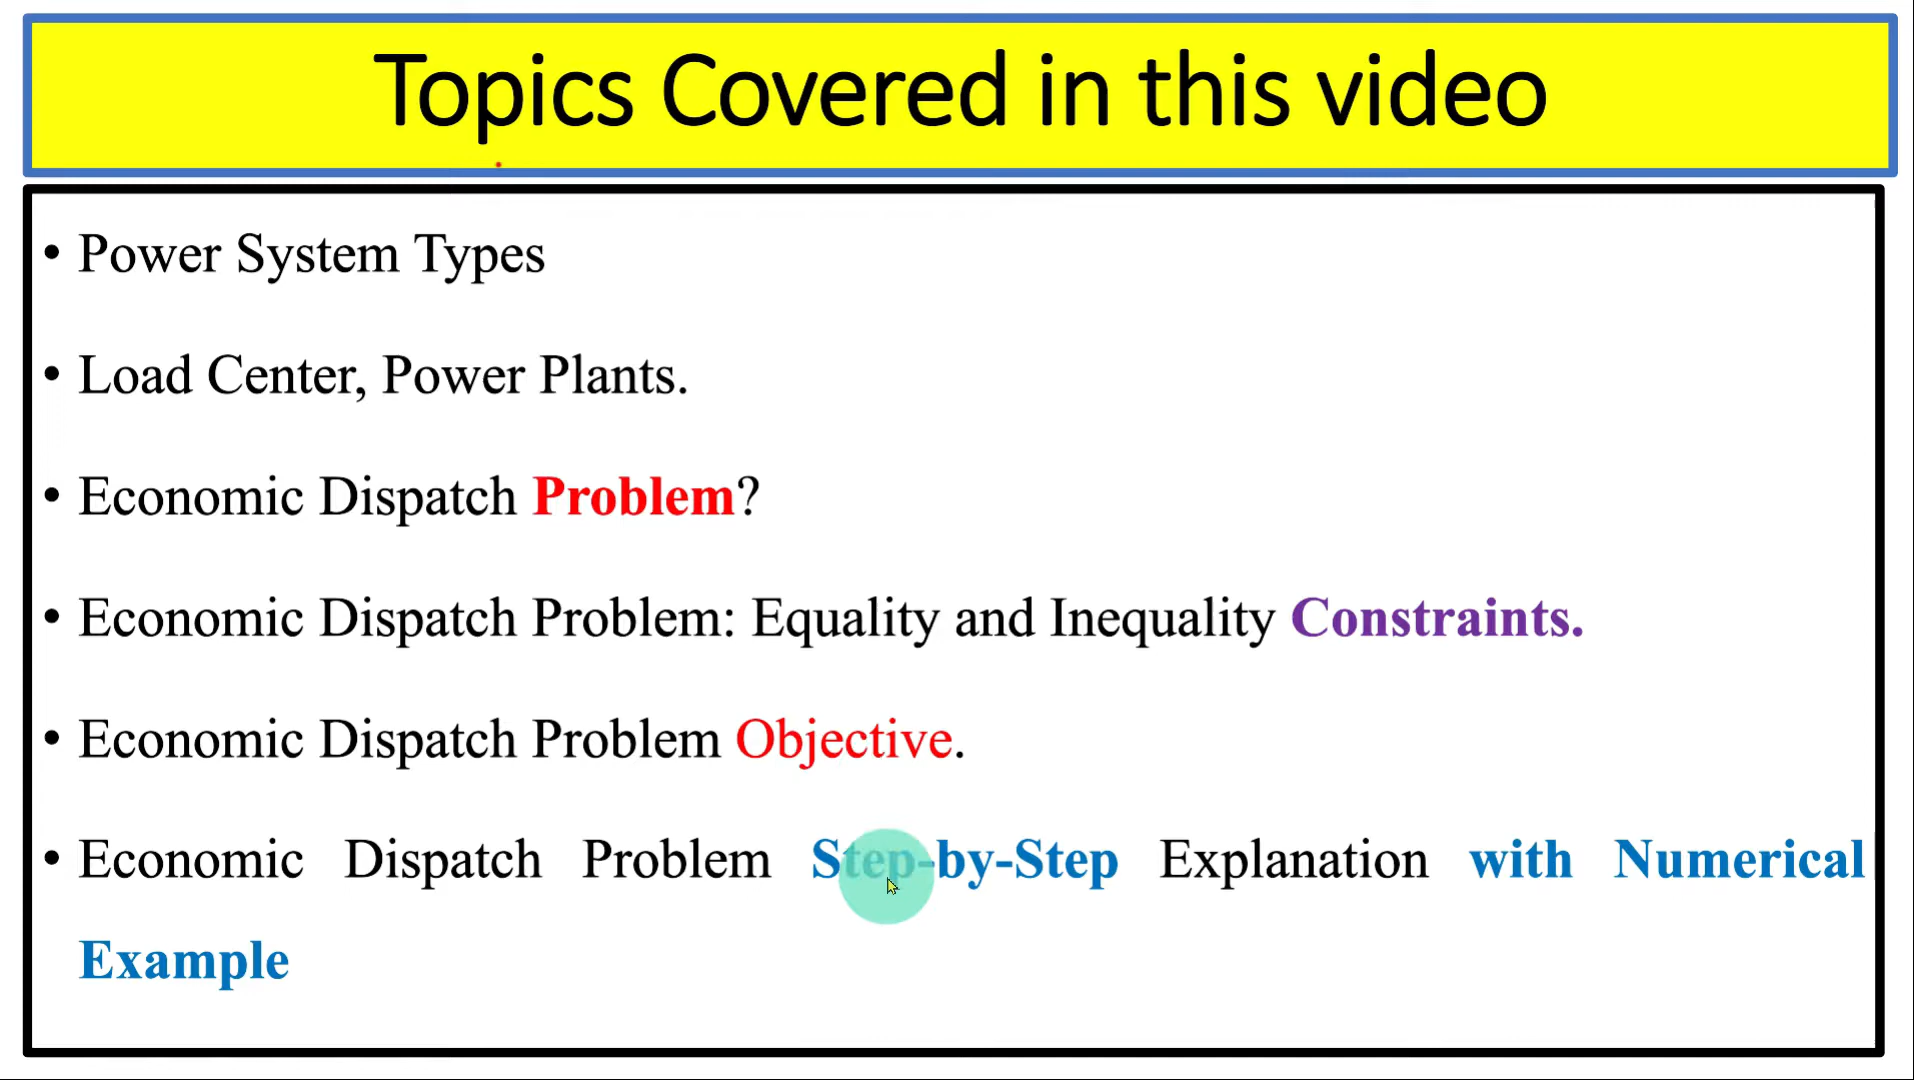 Topics Covered in this video
• Power System Types
• Load Center, Power Plants.
• Economic Dispatch Problem?
• Economic Dispatch Problem: Equality and Inequality Constraints.
• Economic Dispatch Problem Objective.
• Economic Dispatch Problem Step-by-Step Explanation with Numerical
Example